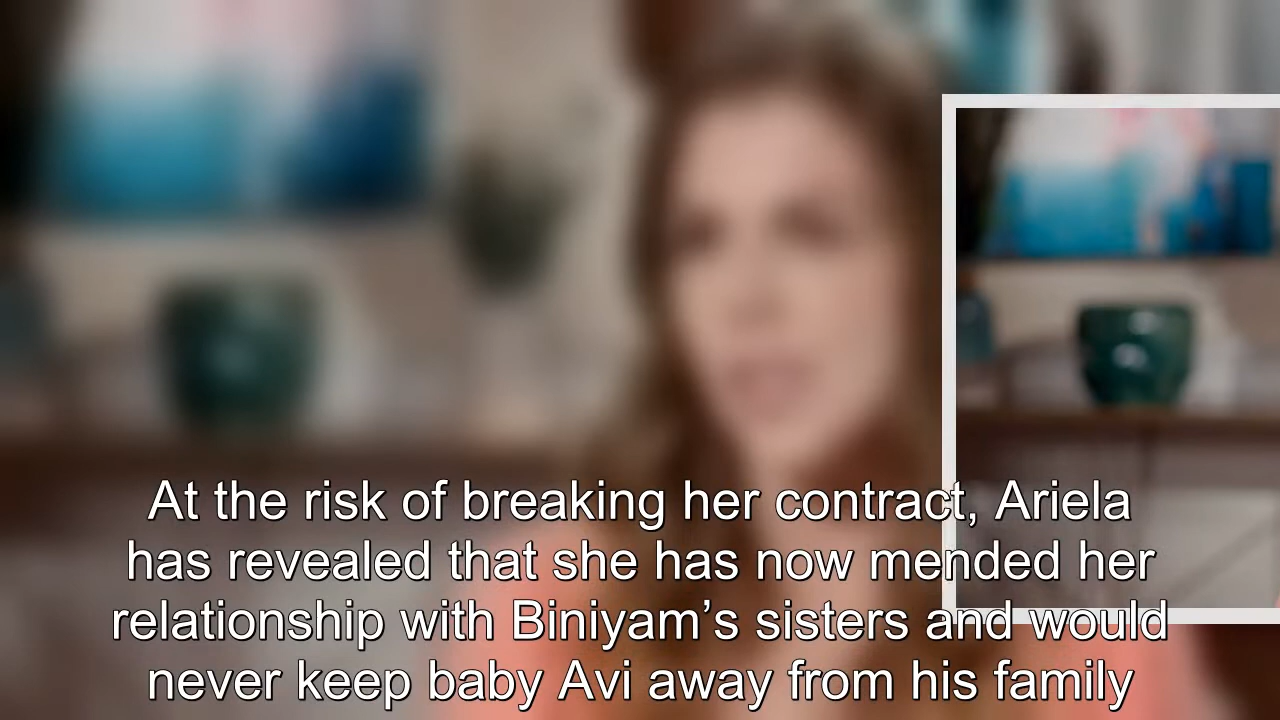 At the risk of breaking her contract, Ariela
has revealed that she has now mended her
relationship with Biniyam’s sisters and would
never keep baby Avi away from his family